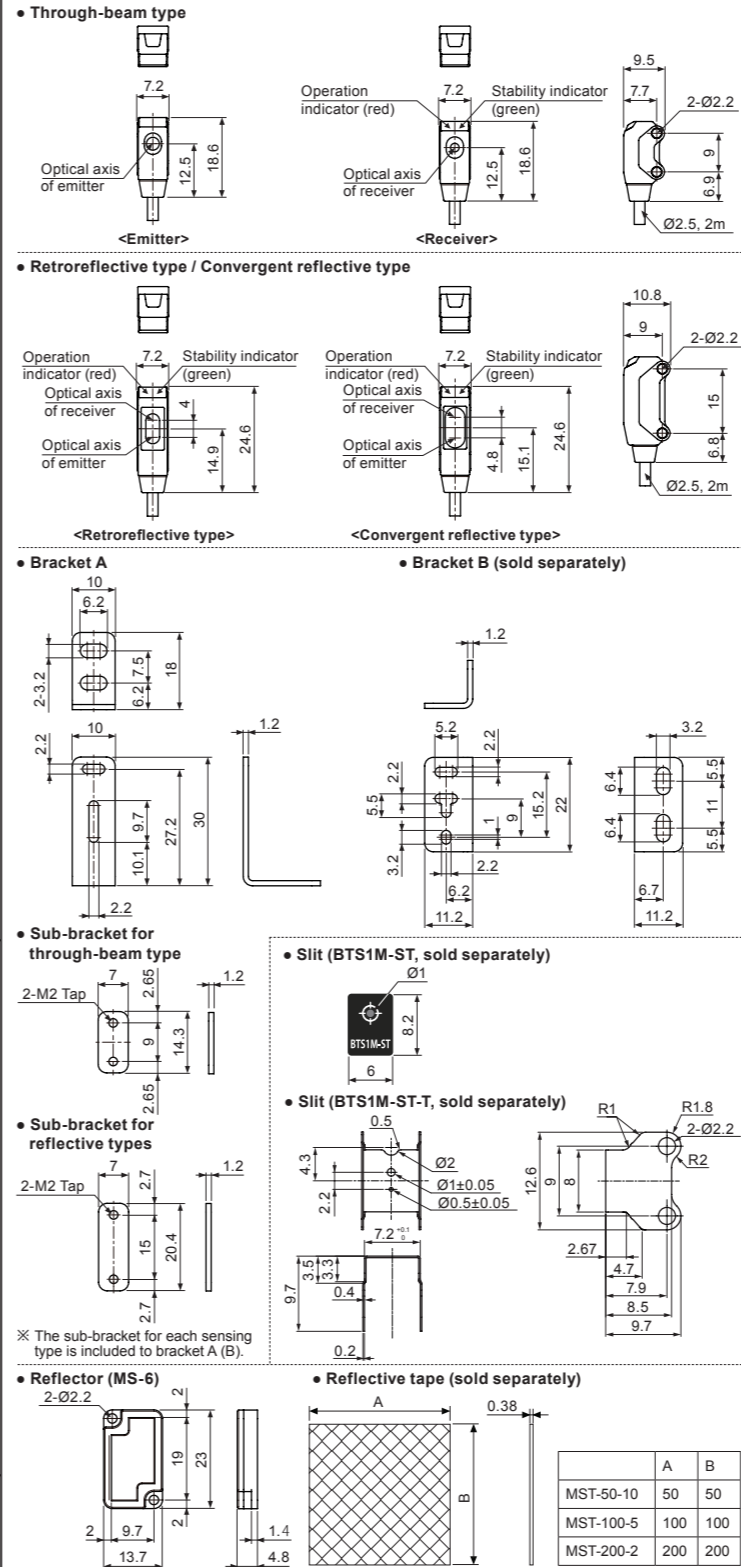 ● Through-beam type
7.2
Optical axis
of emitter
12.5
18.6
<Emitter>
Operation
indicator (red)
7.2
Stability indicator
(green)
Optical axis
of receiver
12.5
18.6
<Receiver>
9.5
7.7
2-Ø2.2
9
6.9
Ø2.5, 2m
● Retroreflective type / Convergent reflective type
Operation
indicator (red)
7.2
Stability indicator
(green)
Optical axis
of receiver
4
Optical axis
of emitter
14.9
24.6
<Retroreflective type>
Operation
indicator (red)
7.2
Stability indicator
(green)
Optical axis
of receiver
Optical axis
of emitter
4.8
15.1
24.6
<Convergent reflective type>
10.8
9
2-Ø2.2
15
6.8
Ø2.5, 2m
● Bracket A
10
6.2
2-3.2
7.5
6.2
18
10
2.2
9.7
10.1
27.2
30
2.2
1.2
● Bracket B (sold separately)
1.2
5.2
2.2
2.2
5.5
3.2
1
9
15.2
22
2.2
6.2
11.2
3.2
6.4
6.4
5.5
11
5.5
6.7
11.2
● Sub-bracket for
through-beam type
7
2.65
1.2
2-M2 Tap
9
14.3
2.65
● Sub-bracket for
reflective types
7
2.7
1.2
2-M2 Tap
15
20.4
2.7
※ The sub-bracket for each sensing
type is included to bracket A (B).
● Slit (BTS1M-ST, sold separately)
Ø1
BTS1M-ST
8.2
6
● Slit (BTS1M-ST-T, sold separately)
0.5
4.3
2.2
Ø2
Ø1±0.05
Ø0.5±0.05
7.2 +0.1 0
9.7
3.5
3.3
0.4
0.2
R1
R1.8
2-Ø2.2
R2
12.6
9
8
2.67
4.7
7.9
8.5
9.7
● Reflector (MS-6)
2-Ø2.2
2
19
23
2
2
9.7
13.7
1.4
4.8
● Reflective tape (sold separately)
A
B
0.38
A B
MST-50-10 50 50
MST-100-5 100 100
MST-200-2 200 200